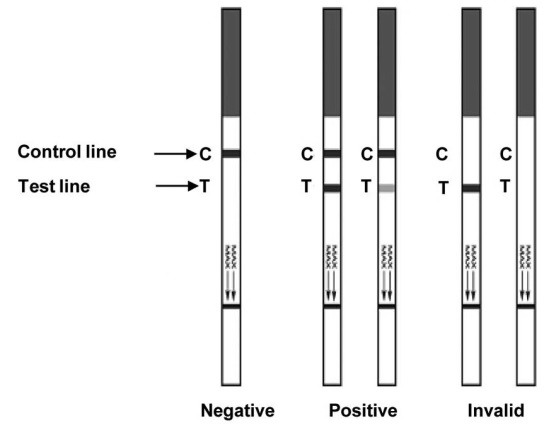 Control line C C C C C
Test line T T T T T
MAX MAX MAX MAX MAX
Negative Positive Invalid